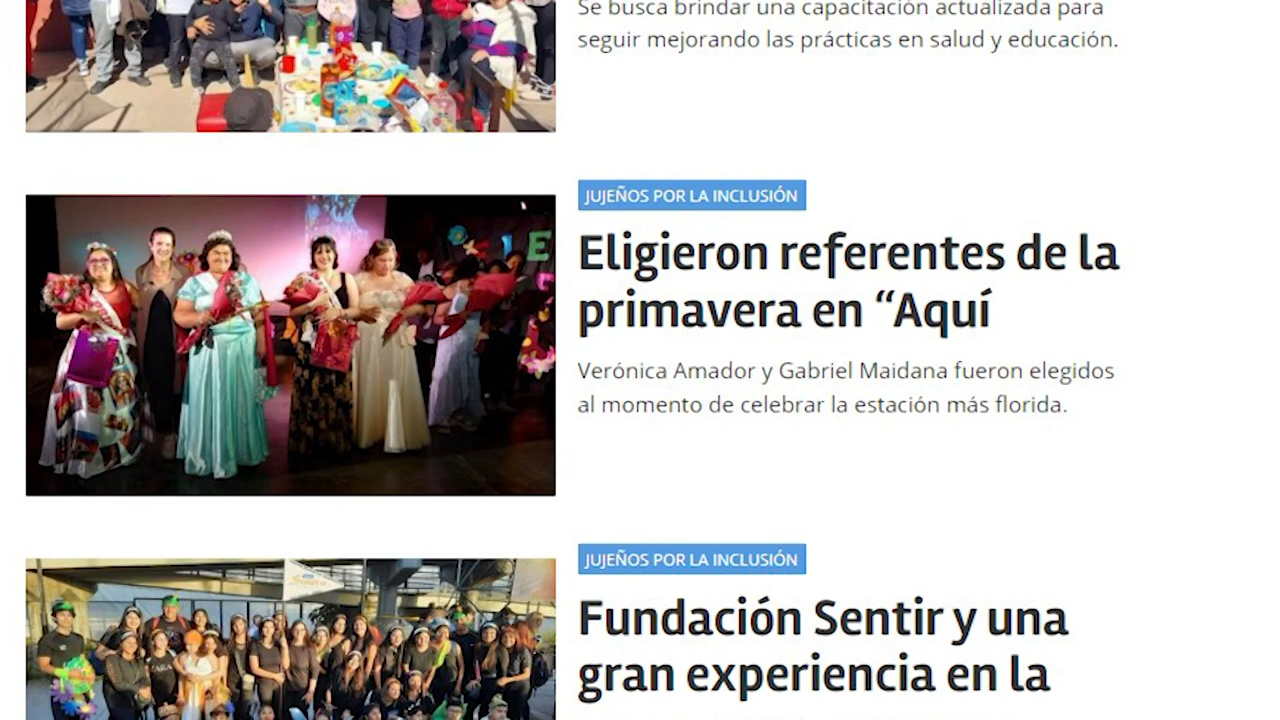 Se busca brindar una capacitación actualizada para
seguir mejorando las prácticas en salud y educación.
JUJEÑOS POR LA INCLUSIÓN
Eligieron referentes de la
primavera en “Aquí
Verónica Amador y Gabriel Maidana fueron elegidos
al momento de celebrar la estación más florida.
JUJEÑOS POR LA INCLUSIÓN
Fundación Sentir y una
gran experiencia en la